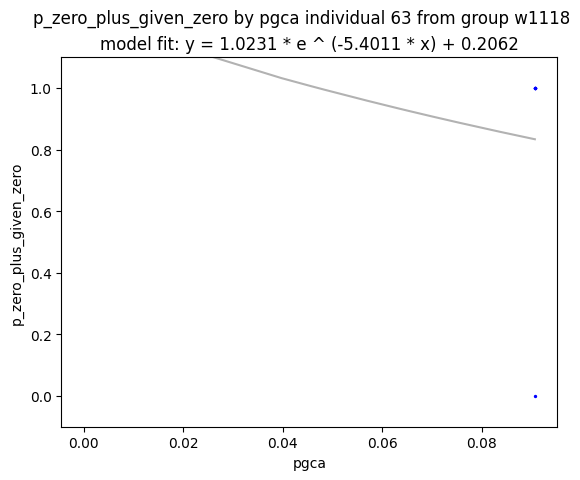 p_zero_plus_given_zero by pgca individual 63 from group w1118
model fit: y = 1.0231 * e ^ (-5.4011 * x) + 0.2062
1.0
0.8
0.6
0.4
0.2
0.0
p_zero_plus_given_zero
0.00 0.02 0.04 0.06 0.08
pgca